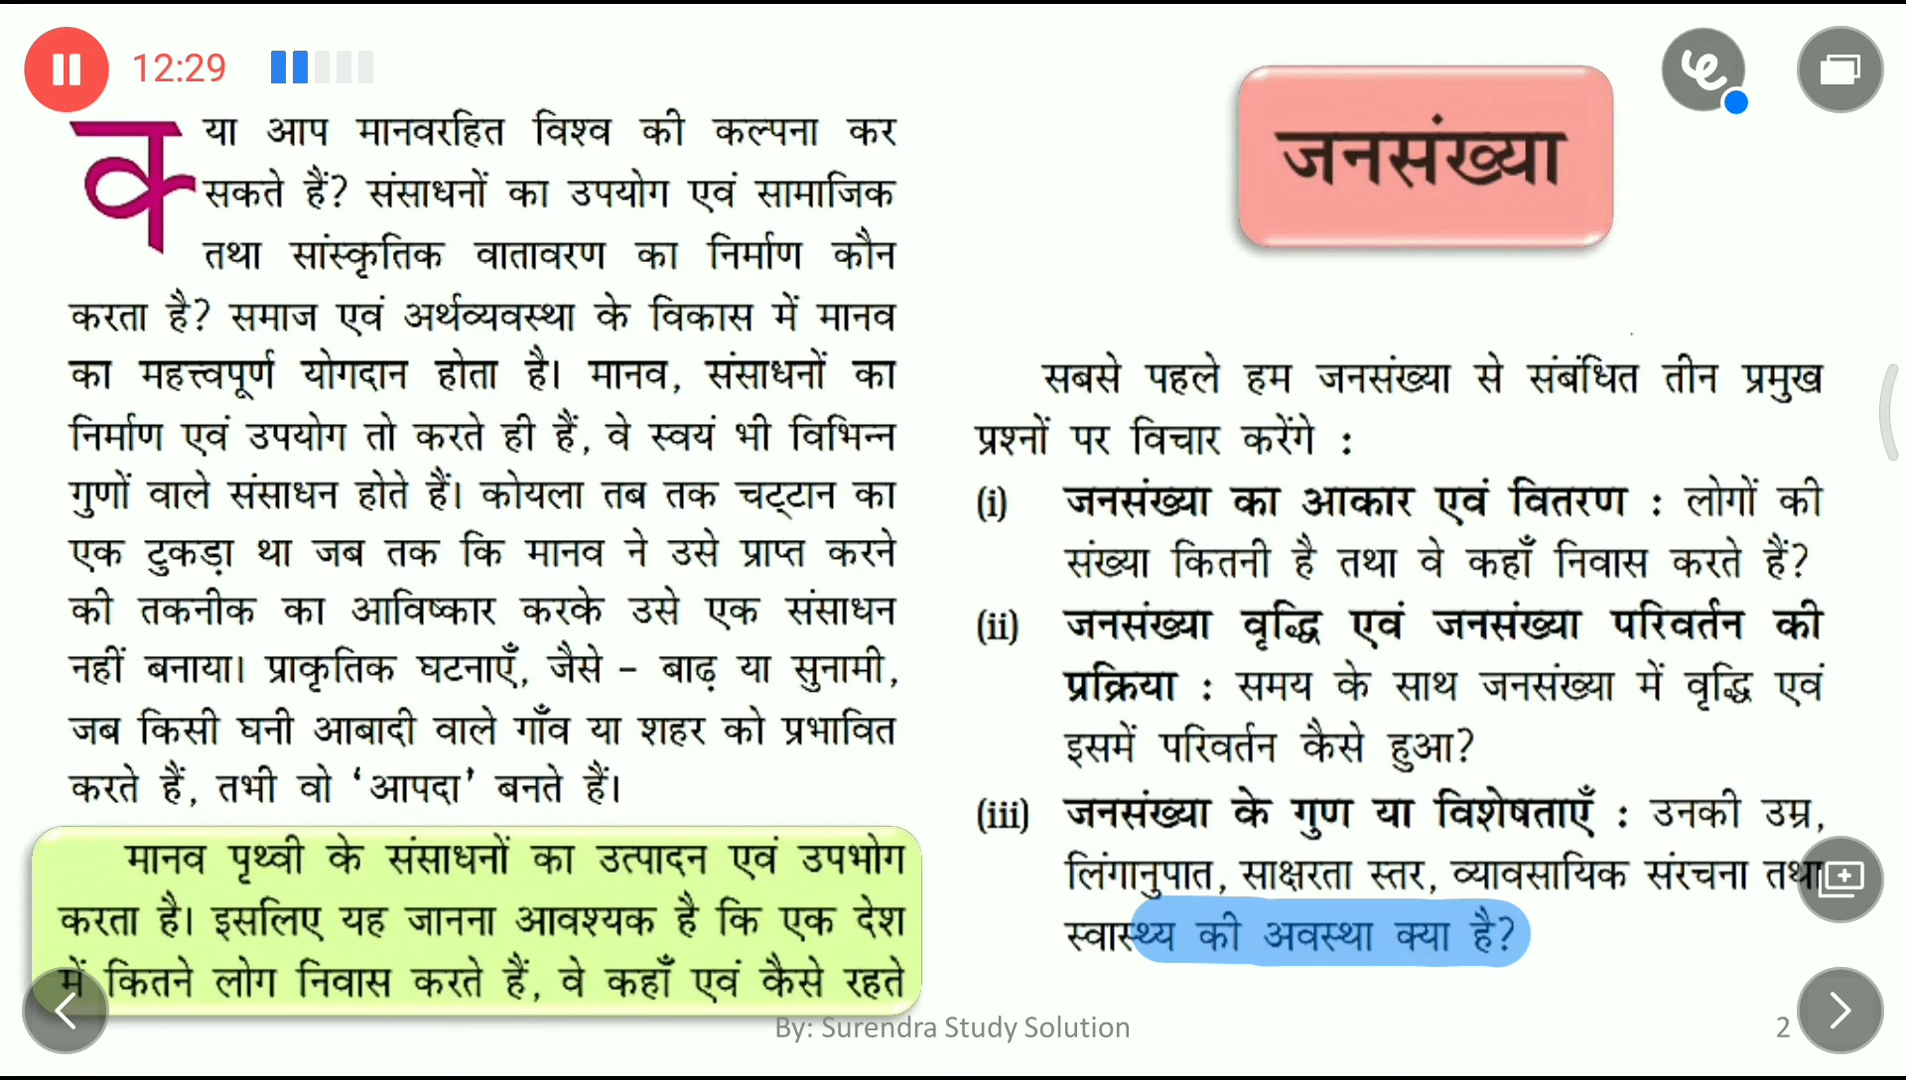 12:29
क्या आप मानवरहित विश्व की कल्पना कर
सकते हैं? संसाधनों का उपयोग एवं सामाजिक
तथा सांस्कृतिक वातावरण का निर्माण कौन
करता है? समाज एवं अर्थव्यवस्था के विकास में मानव
का महत्त्वपूर्ण योगदान होता है। मानव, संसाधनों का
निर्माण एवं उपयोग तो करते ही हैं, वे स्वयं भी विभिन्न
गुणों वाले संसाधन होते हैं। कोयला तब तक चट्टान का
एक टुकड़ा था जब तक कि मानव ने उसे प्राप्त करने
की तकनीक का आविष्कार करके उसे एक संसाधन
नहीं बनाया। प्राकृतिक घटनाएँ, जैसे – बाढ़ या सुनामी,
जब किसी घनी आबादी वाले गाँव या शहर को प्रभावित
करते हैं, तभी वो ‘आपदा’ बनते हैं।
मानव पृथ्वी के संसाधनों का उत्पादन एवं उपभोग
करता है। इसलिए यह जानना आवश्यक है कि एक देश
में कितने लोग निवास करते हैं, वे कहाँ एवं कैसे रहते
जनसंख्या
सबसे पहले हम जनसंख्या से संबंधित तीन प्रमुख
प्रश्नों पर विचार करेंगे :
(i) जनसंख्या का आकार एवं वितरण : लोगों की
संख्या कितनी है तथा वे कहाँ निवास करते हैं?
(ii) जनसंख्या वृद्धि एवं जनसंख्या परिवर्तन की
प्रक्रिया : समय के साथ जनसंख्या में वृद्धि एवं
इसमें परिवर्तन कैसे हुआ?
(iii) जनसंख्या के गुण या विशेषताएँ : उनकी उम्र,
लिंगानुपात, साक्षरता स्तर, व्यावसायिक संरचना तथा
स्वास्थ्य की अवस्था क्या है?
By: Surendra Study Solution
2